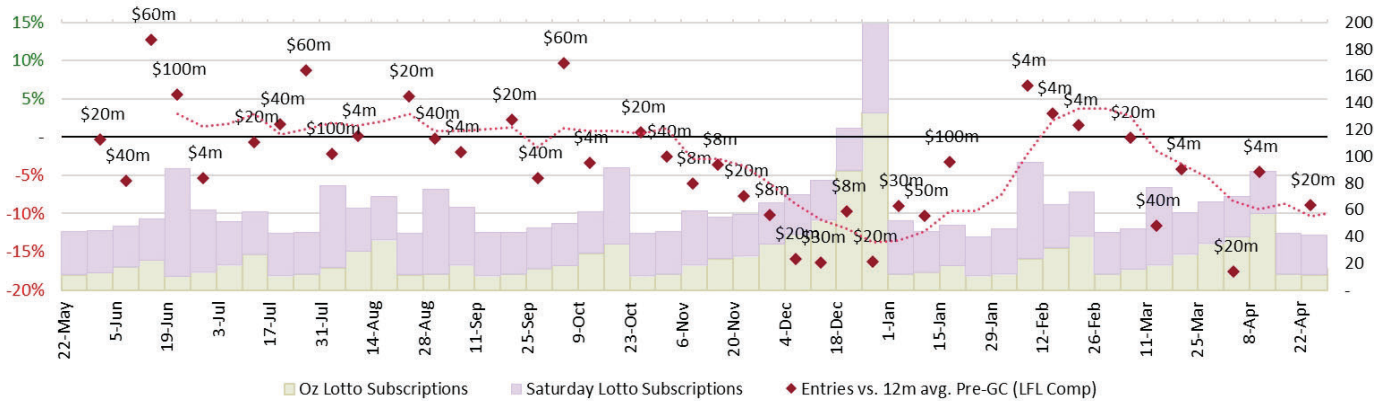 15%
10%
5%
-
-5%
-10%
-15%
-20%
200
180
160
140
120
100
80
60
40
20
-
$20m
$40m
$60m
$100m
$4m
$20m
$40m
$60m
$100m
$4m
$20m
$40m
$4m
$20m
$40m
$60m
$4m
$20m
$40m
$8m
$8m
$20m
$8m
$20m
$30m
$8m
$20m
$30m
$50m
$100m
$4m
$4m
$4m
$20m
$40m
$4m
$20m
$4m
$20m
22-May
5-Jun
19-Jun
3-Jul
17-Jul
31-Jul
14-Aug
28-Aug
11-Sep
25-Sep
9-Oct
23-Oct
6-Nov
20-Nov
4-Dec
18-Dec
1-Jan
15-Jan
29-Jan
12-Feb
26-Feb
11-Mar
25-Mar
8-Apr
22-Apr
Oz Lotto Subscriptions
Saturday Lotto Subscriptions
Entries vs. 12m avg. Pre-GC (LFL Comp)